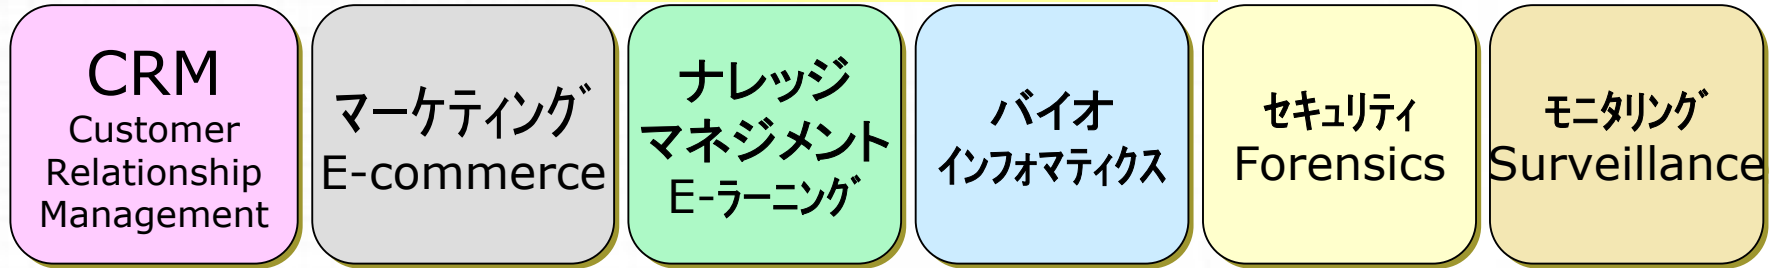 CRM
Customer
Relationship
Management
マーケティング
E-commerce
ナレッジ
マネジメント
E-ラーニング
バイオ
インフォマティクス
セキュリティ
Forensics
モニタリング
Surveillance